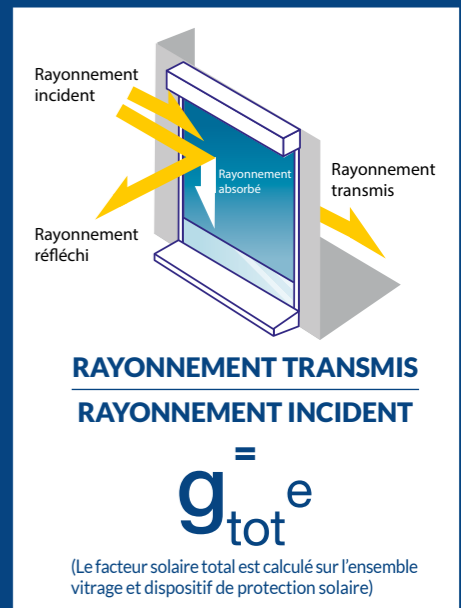 Rayonnement
incident
Rayonnement
absorbé
Rayonnement
transmis
Rayonnement
réfléchi
RAYONNEMENT TRANSMIS
RAYONNEMENT INCIDENT
=
gtot e
(Le facteur solaire total est calculé sur l’ensemble
vitrage et dispositif de protection solaire)